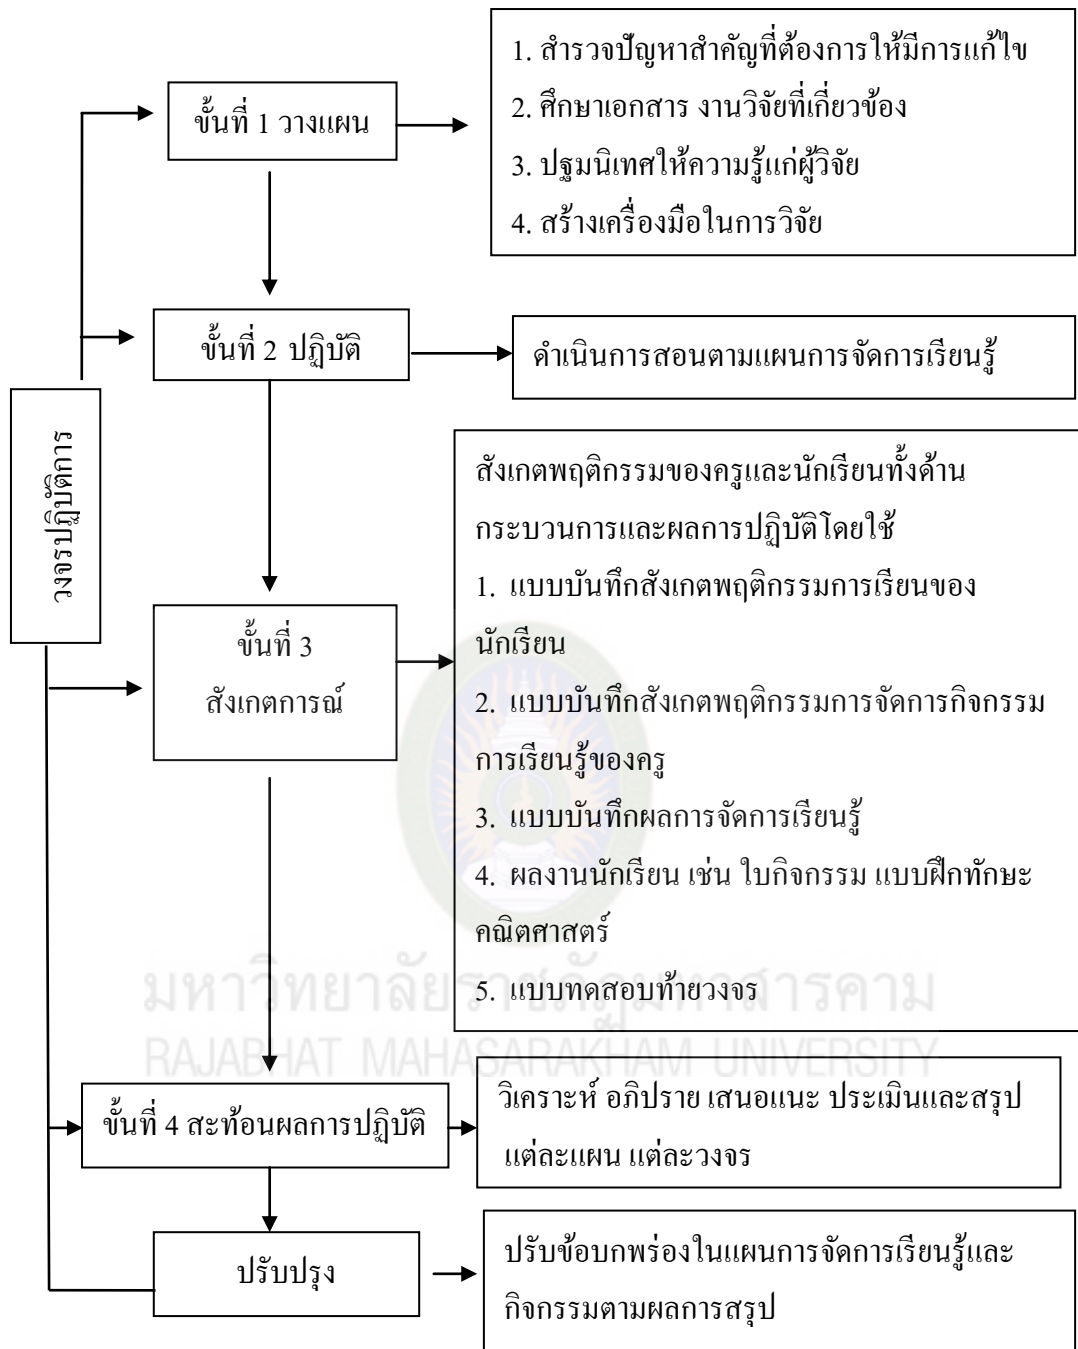 1. สำรวจปัญหาสำคัญที่ต้องการให้มีการแก้ไข
2. ศึกษาเอกสาร งานวิจัยที่เกี่ยวข้อง
3. ปฐมนิเทศให้ความรู้แก่ผู้วิจัย
4. สร้างเครื่องมือในการวิจัย
ขั้นที่ 1 วางแผน
ขั้นที่ 2 ปฏิบัติ
ดำเนินการสอนตามแผนการจัดการเรียนรู้
วงจรปฏิบัติการ
ขั้นที่ 3
สังเกตการณ์
สังเกตพฤติกรรมของครูและนักเรียนทั้งด้าน
กระบวนการและผลการปฏิบัติโดยใช้
1. แบบบันทึกสังเกตพฤติกรรมการเรียนของ
นักเรียน
2. แบบบันทึกสังเกตพฤติกรรมการจัดการกิจกรรม
การเรียนรู้ของครู
3. แบบบันทึกผลการจัดการเรียนรู้
4. ผลงานนักเรียน เช่น ใบกิจกรรม แบบฝึกทักษะ
คณิตศาสตร์
5. แบบทดสอบท้ายวงจร
มหาวิทยาลัยราชภัฏมหาสารคาม
RAJABHAT MAHASARAKHAM UNIVERSITY
ขั้นที่ 4 สะท้อนผลการปฏิบัติ
วิเคราะห์ อภิปราย เสนอแนะ ประเมินและสรุป
แต่ละแผน แต่ละวงจร
ปรับปรุง
ปรับข้อบกพร่องในแผนการจัดการเรียนรู้และ
กิจกรรมตามผลการสรุป